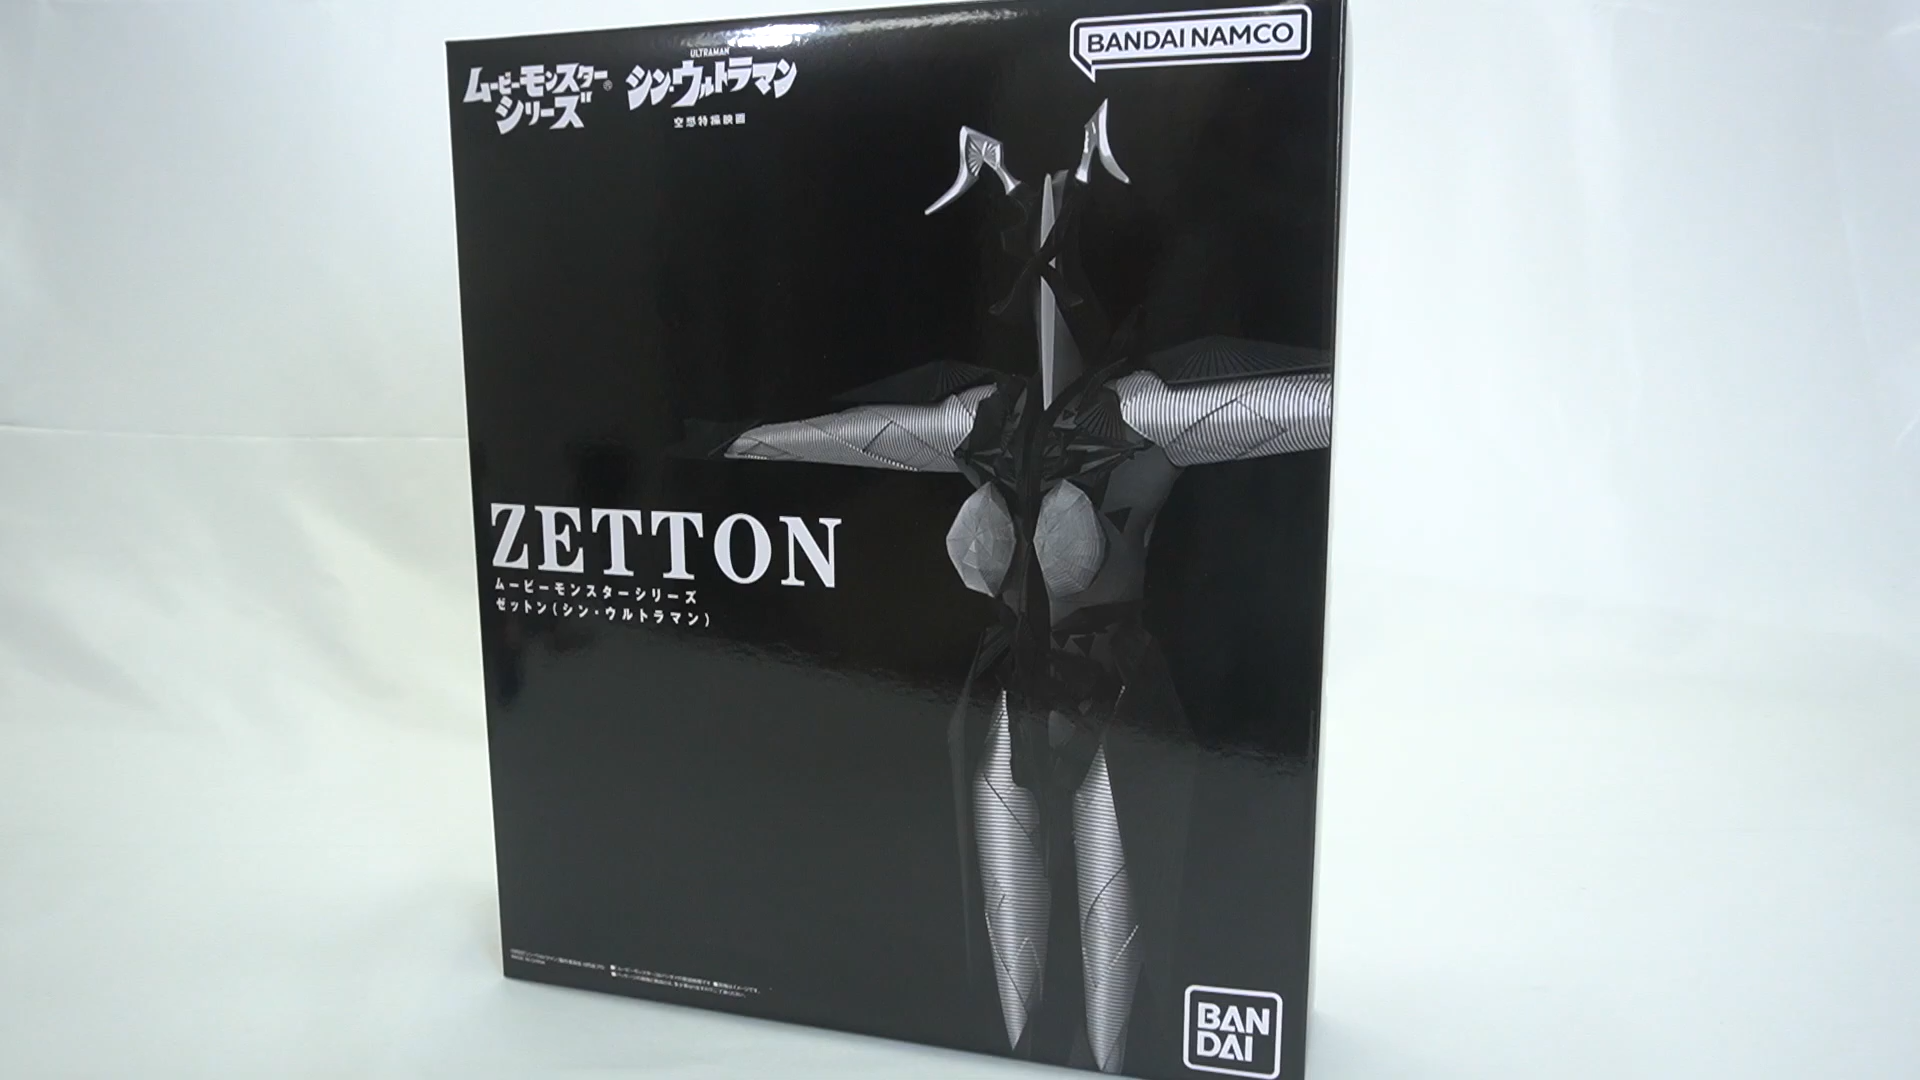 ムービーモンスター®
シリーズ
ULTRAMAN
シン・ウルトラマン
空想特撮映画
BANDAI NAMCO
ZETTON
ムービーモンスターシリーズ
ゼットン(シン・ウルトラマン)
BAN
DAI